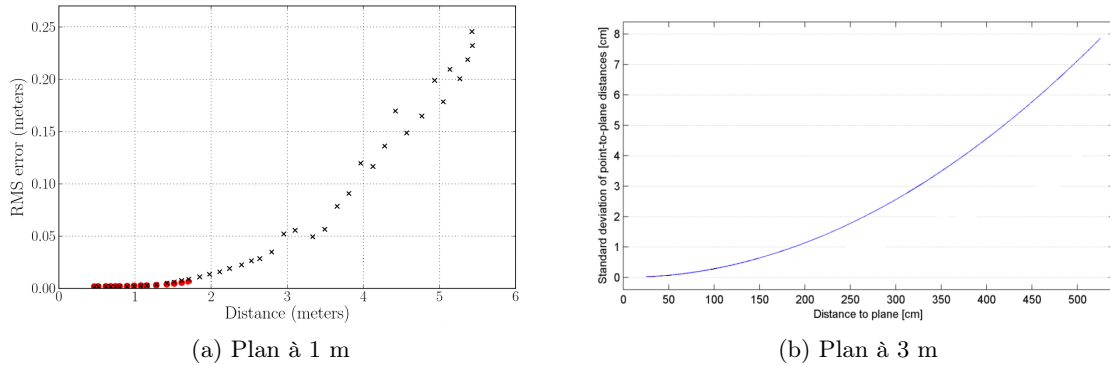 0.25
0.20
0.15
0.10
0.05
0.00
RMS error (meters)
0 1 2 3 4 5 6
Distance (meters)
(a) Plan à 1 m
8
7
6
5
4
3
2
1
0
Standard deviation of point-to-plane distances [cm]
0 50 100 150 200 250 300 350 400 450 500
Distance to plane [cm]
(b) Plan à 3 m